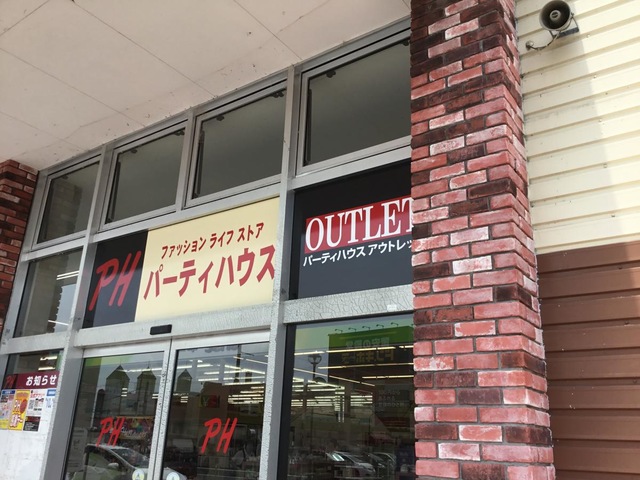 PH
ファッション ライフ ストア
パーティハウス
OUTLET
パーティハウス アウトレッ
お知らせ
PH
PH